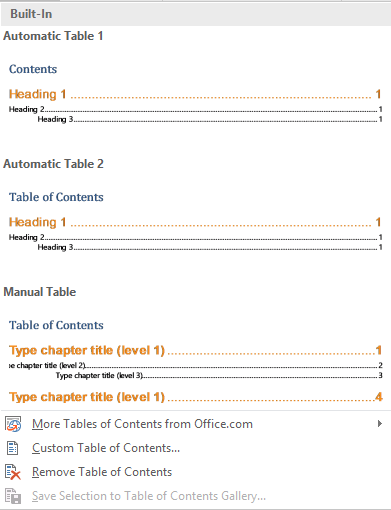 Built-In
Automatic Table 1
Contents
Heading 1 ........................................................................ 1
Heading 2........................................................................ 1
Heading 3........................................................................ 1
Automatic Table 2
Table of Contents
Heading 1 ........................................................................ 1
Heading 2........................................................................ 1
Heading 3........................................................................ 1
Manual Table
Table of Contents
Type chapter title (level 1) ................................................1
e chapter title (level 2)........................................................ 2
Type chapter title (level 3)........................................................ 3
Type chapter title (level 1) ................................................4
More Tables of Contents from Office.com
Custom Table of Contents...
Remove Table of Contents
Save Selection to Table of Contents Gallery...